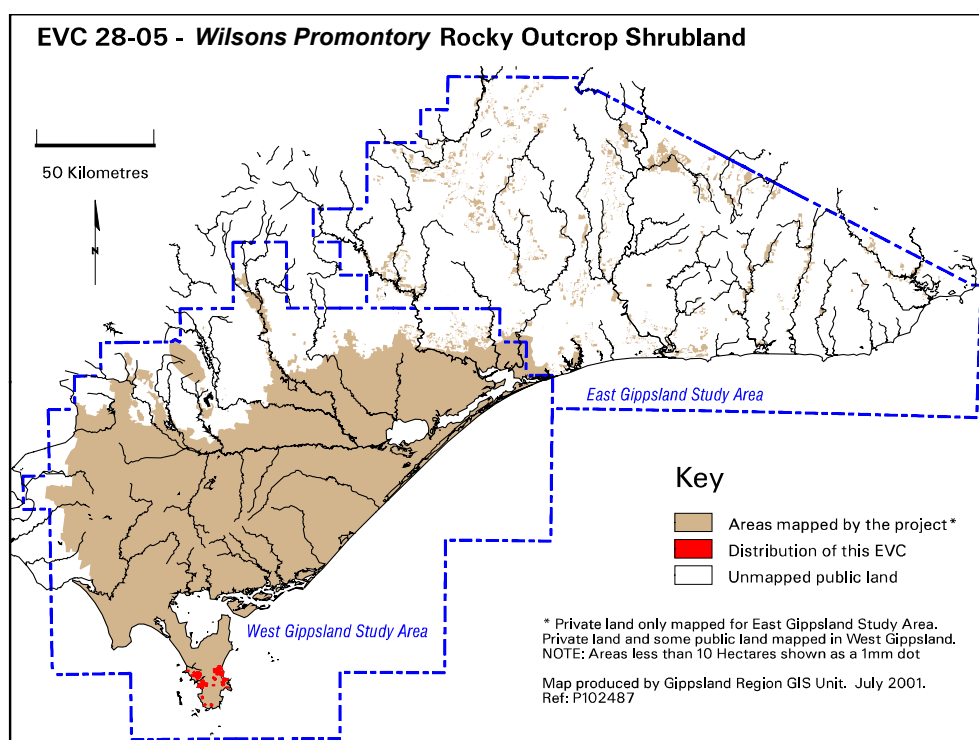 EVC 28-05 - Wilsons Promontory Rocky Outcrop Shrubland
50 Kilometres
N
East Gippsland Study Area
West Gippsland Study Area
Key
Areas mapped by the project*
Distribution of this EVC
Unmapped public land
* Private land only mapped for East Gippsland Study Area.
Private land and some public land mapped in West Gippsland.
NOTE: Areas less than 10 Hectares shown as a 1mm dot
Map produced by Gippsland Region GIS Unit. July 2001.
Ref: P102487